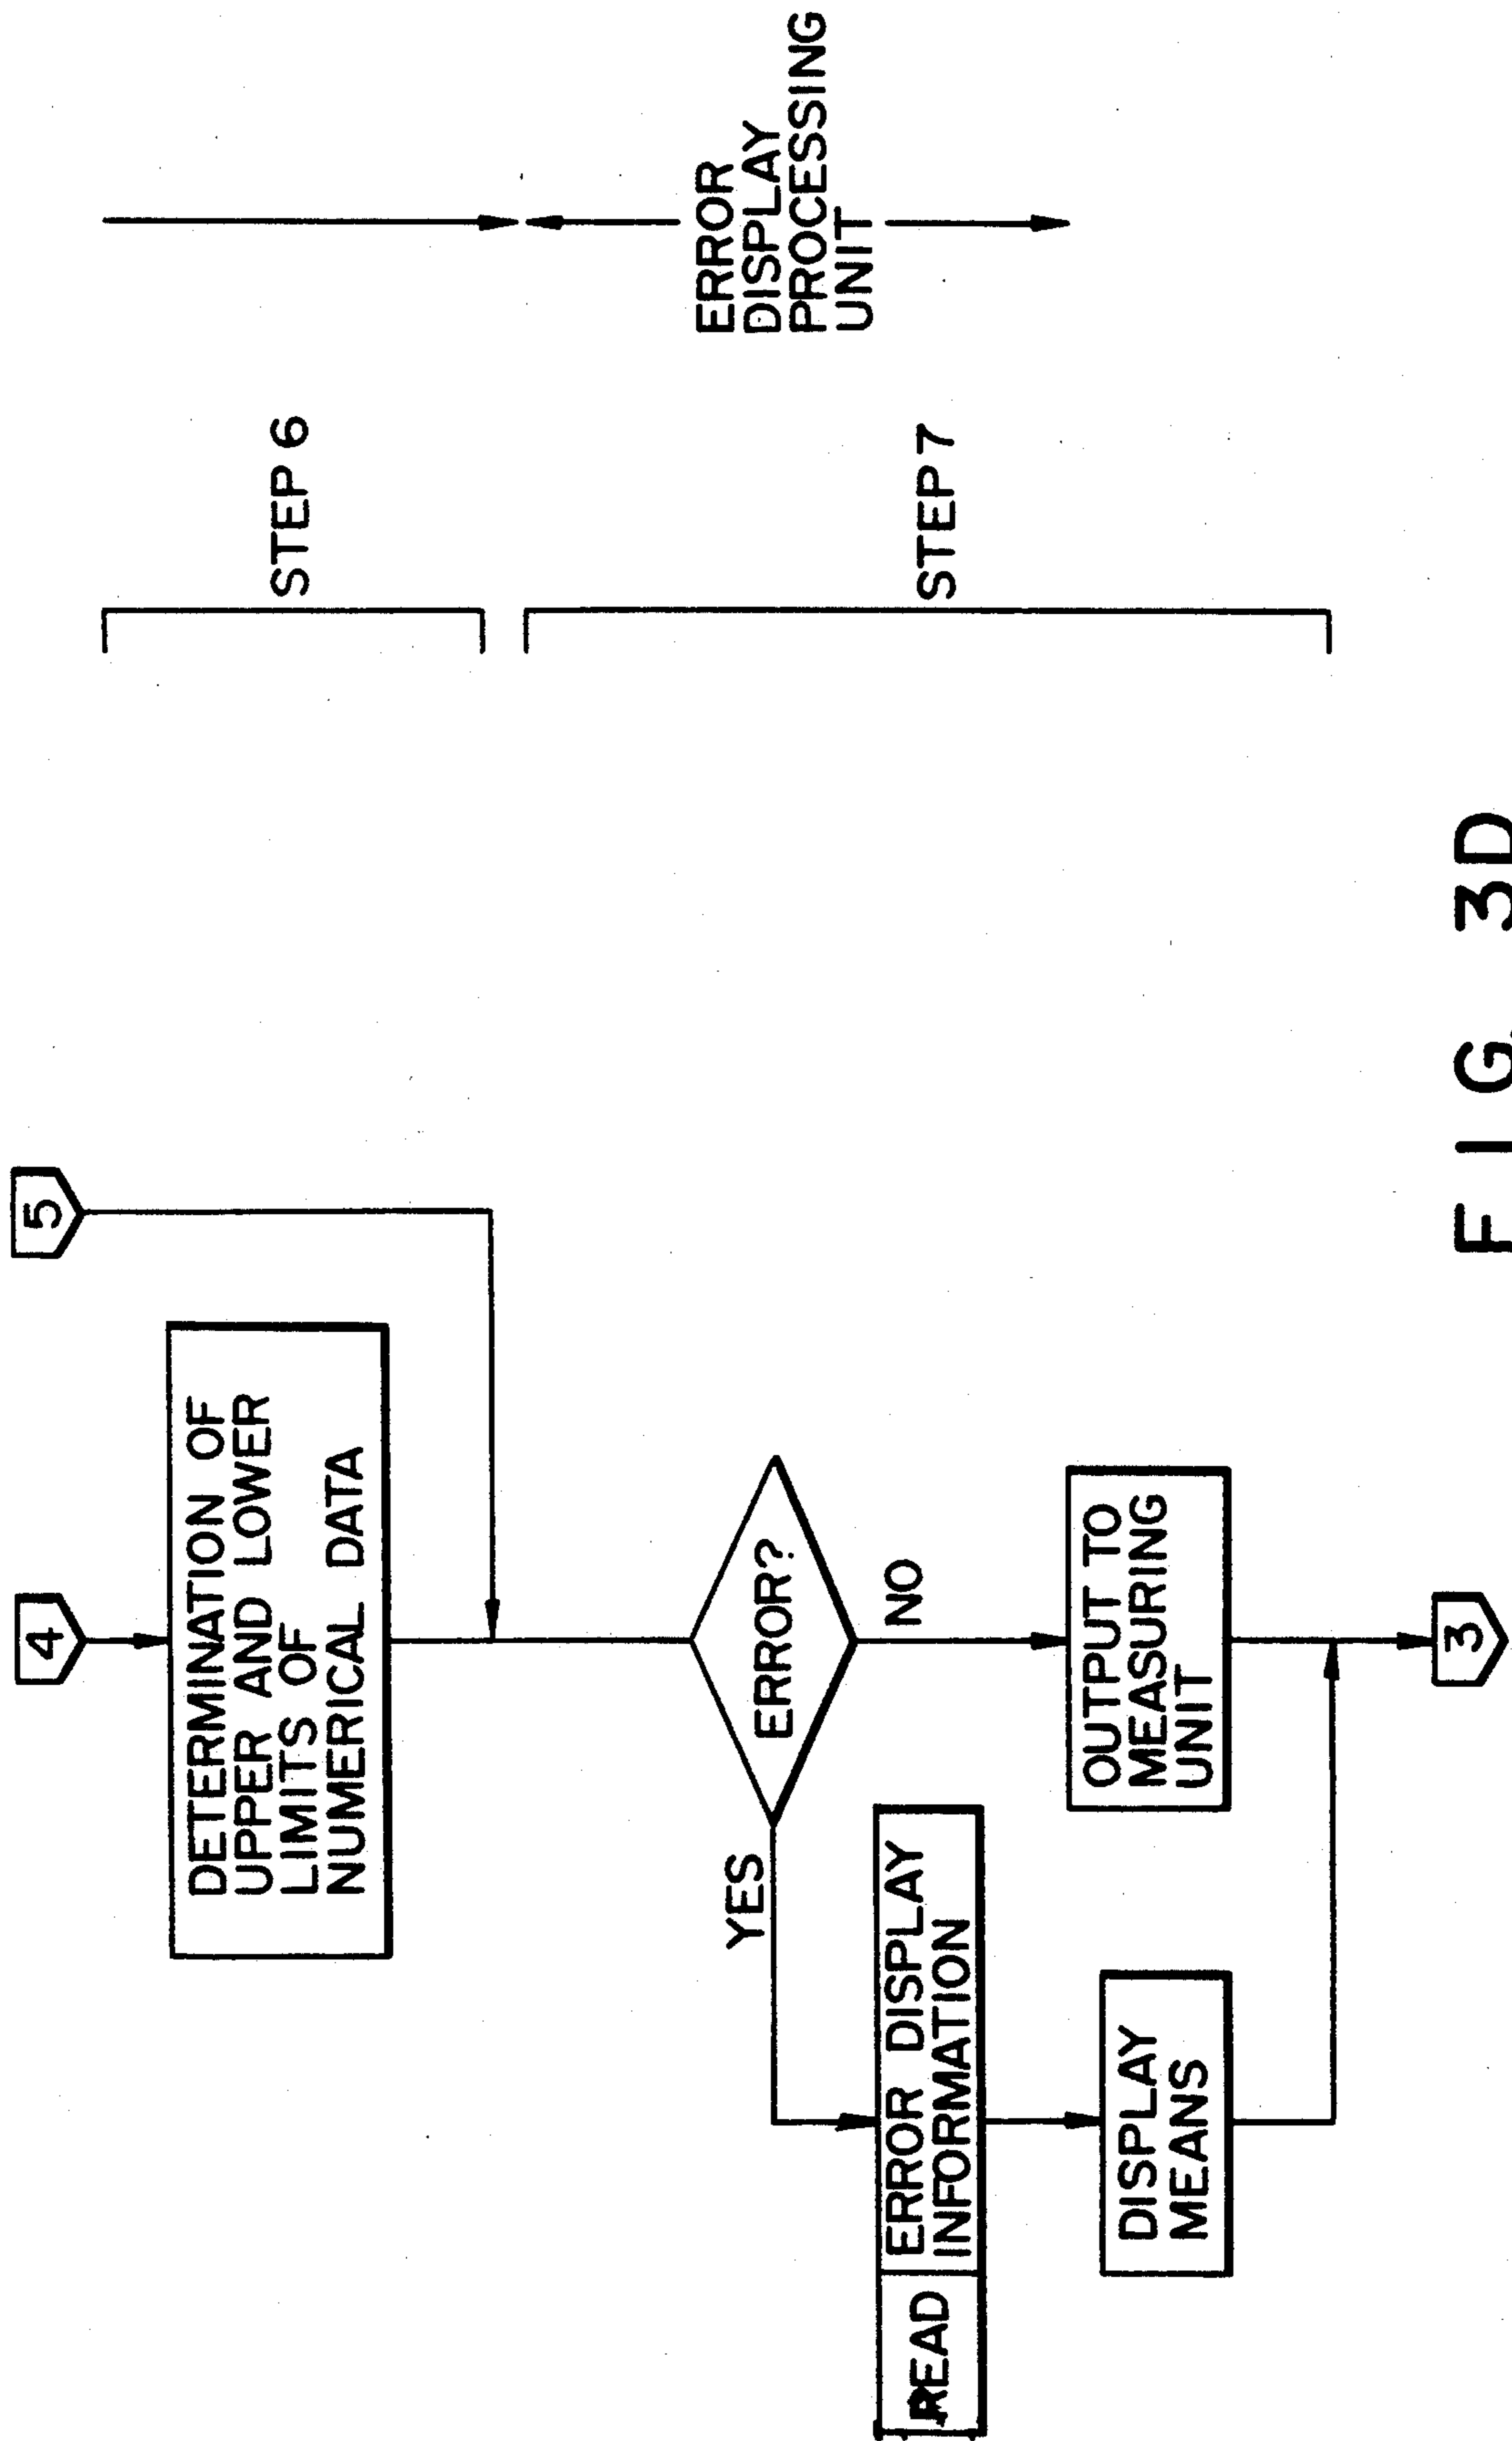 4
5
DETERMINATION OF
UPPER AND LOWER
LIMITS OF
NUMERICAL DATA
STEP 6
ERROR?
YES
NO
READ
ERROR DISPLAY
INFORMATION
OUTPUT TO
MEASURING
UNIT
DISPLAY
MEANS
STEP 7
ERROR
DISPLAY
PROCESSING
UNIT
3
FIG. 3D